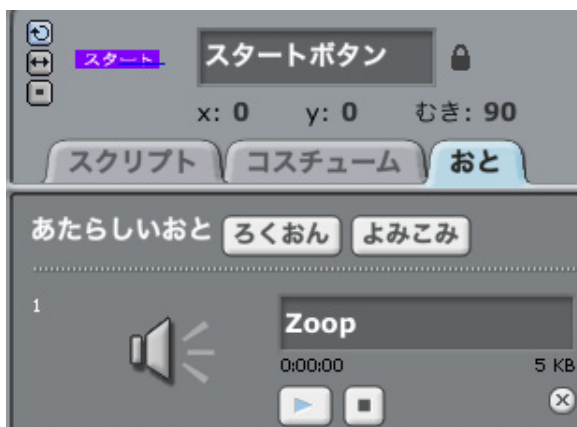 スタート
スタートボタン
x: 0 y: 0 むき: 90
スクリプト コスチューム おと
あたらしいおと ろくおん よみこみ
1
Zoop
0:00:00 5 KB